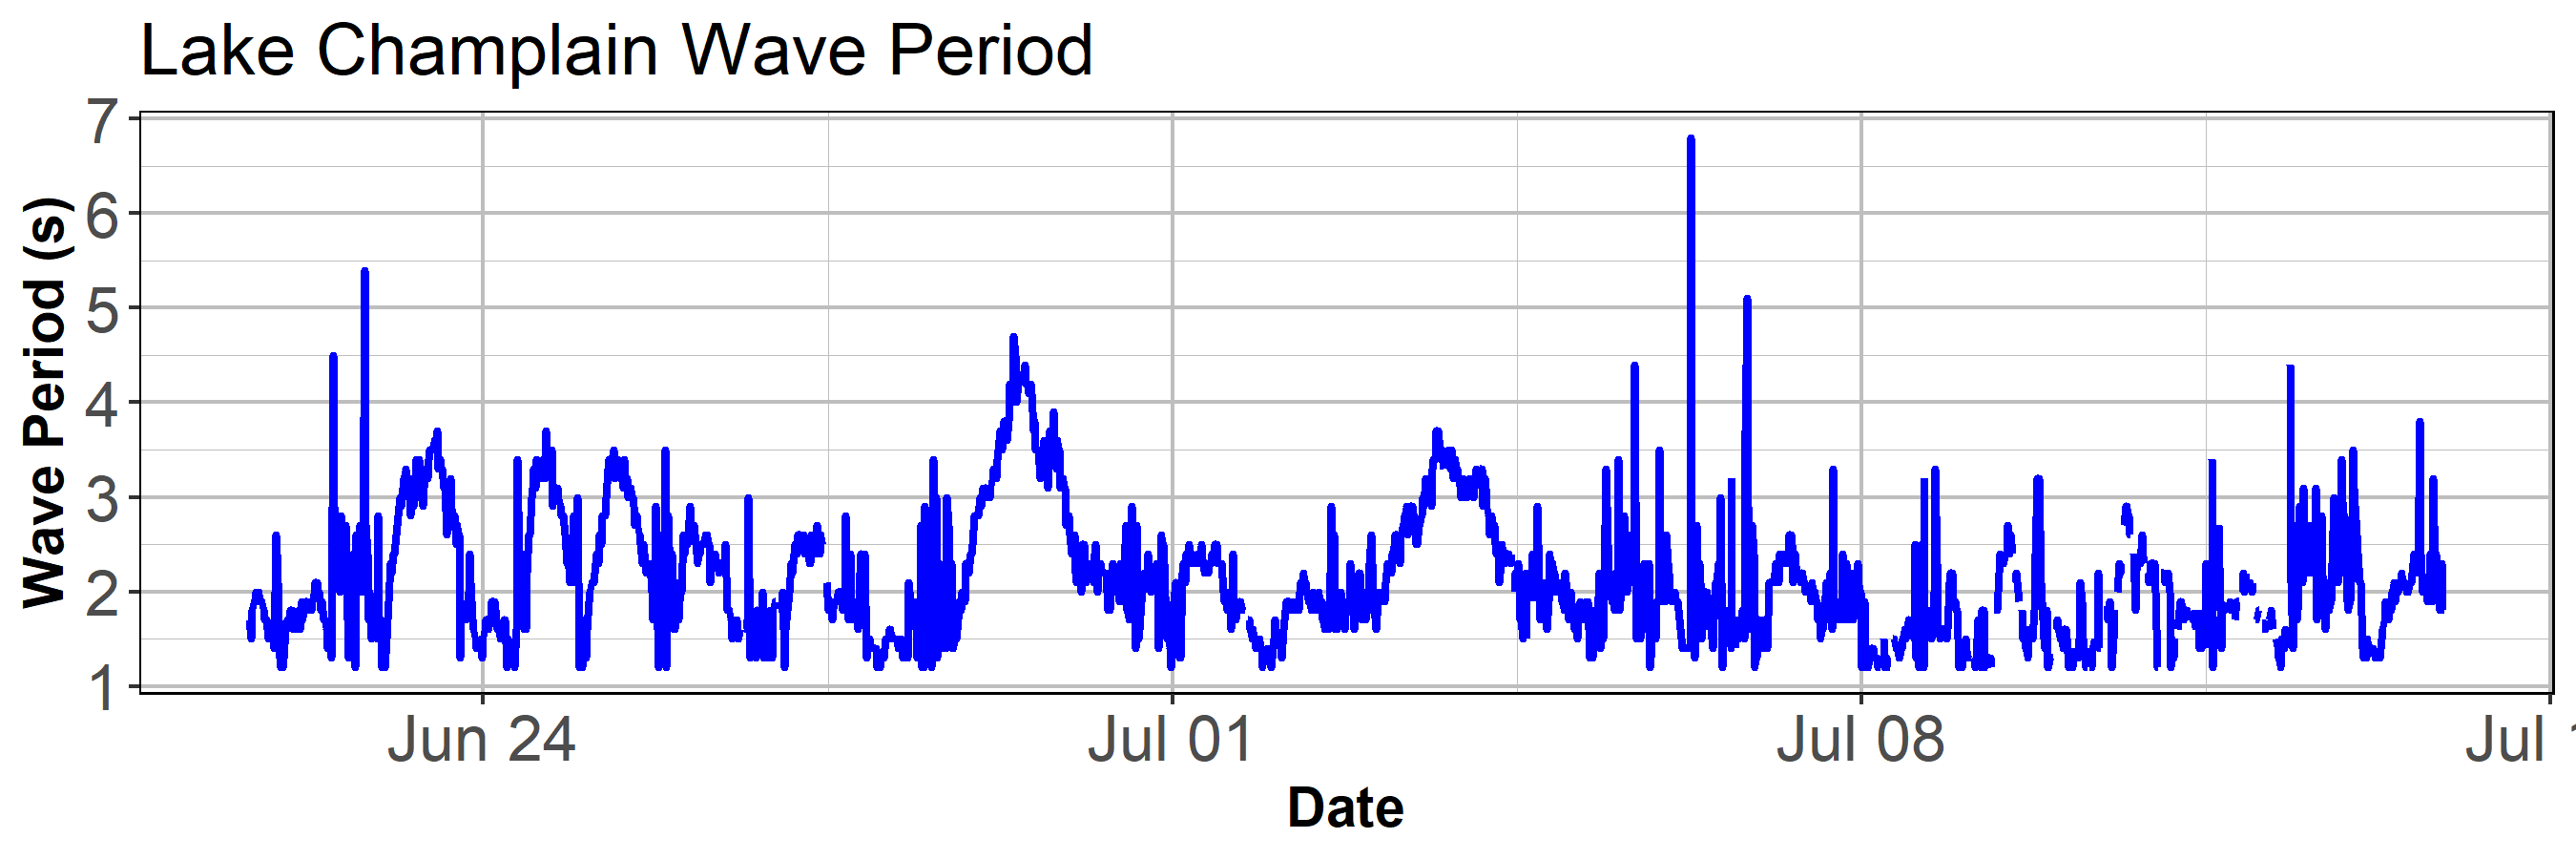 Lake Champlain Wave Period
Wave Period (s)
7
6
5
4
3
2
1
Jun 24
Jul 01
Jul 08
Jul
Date